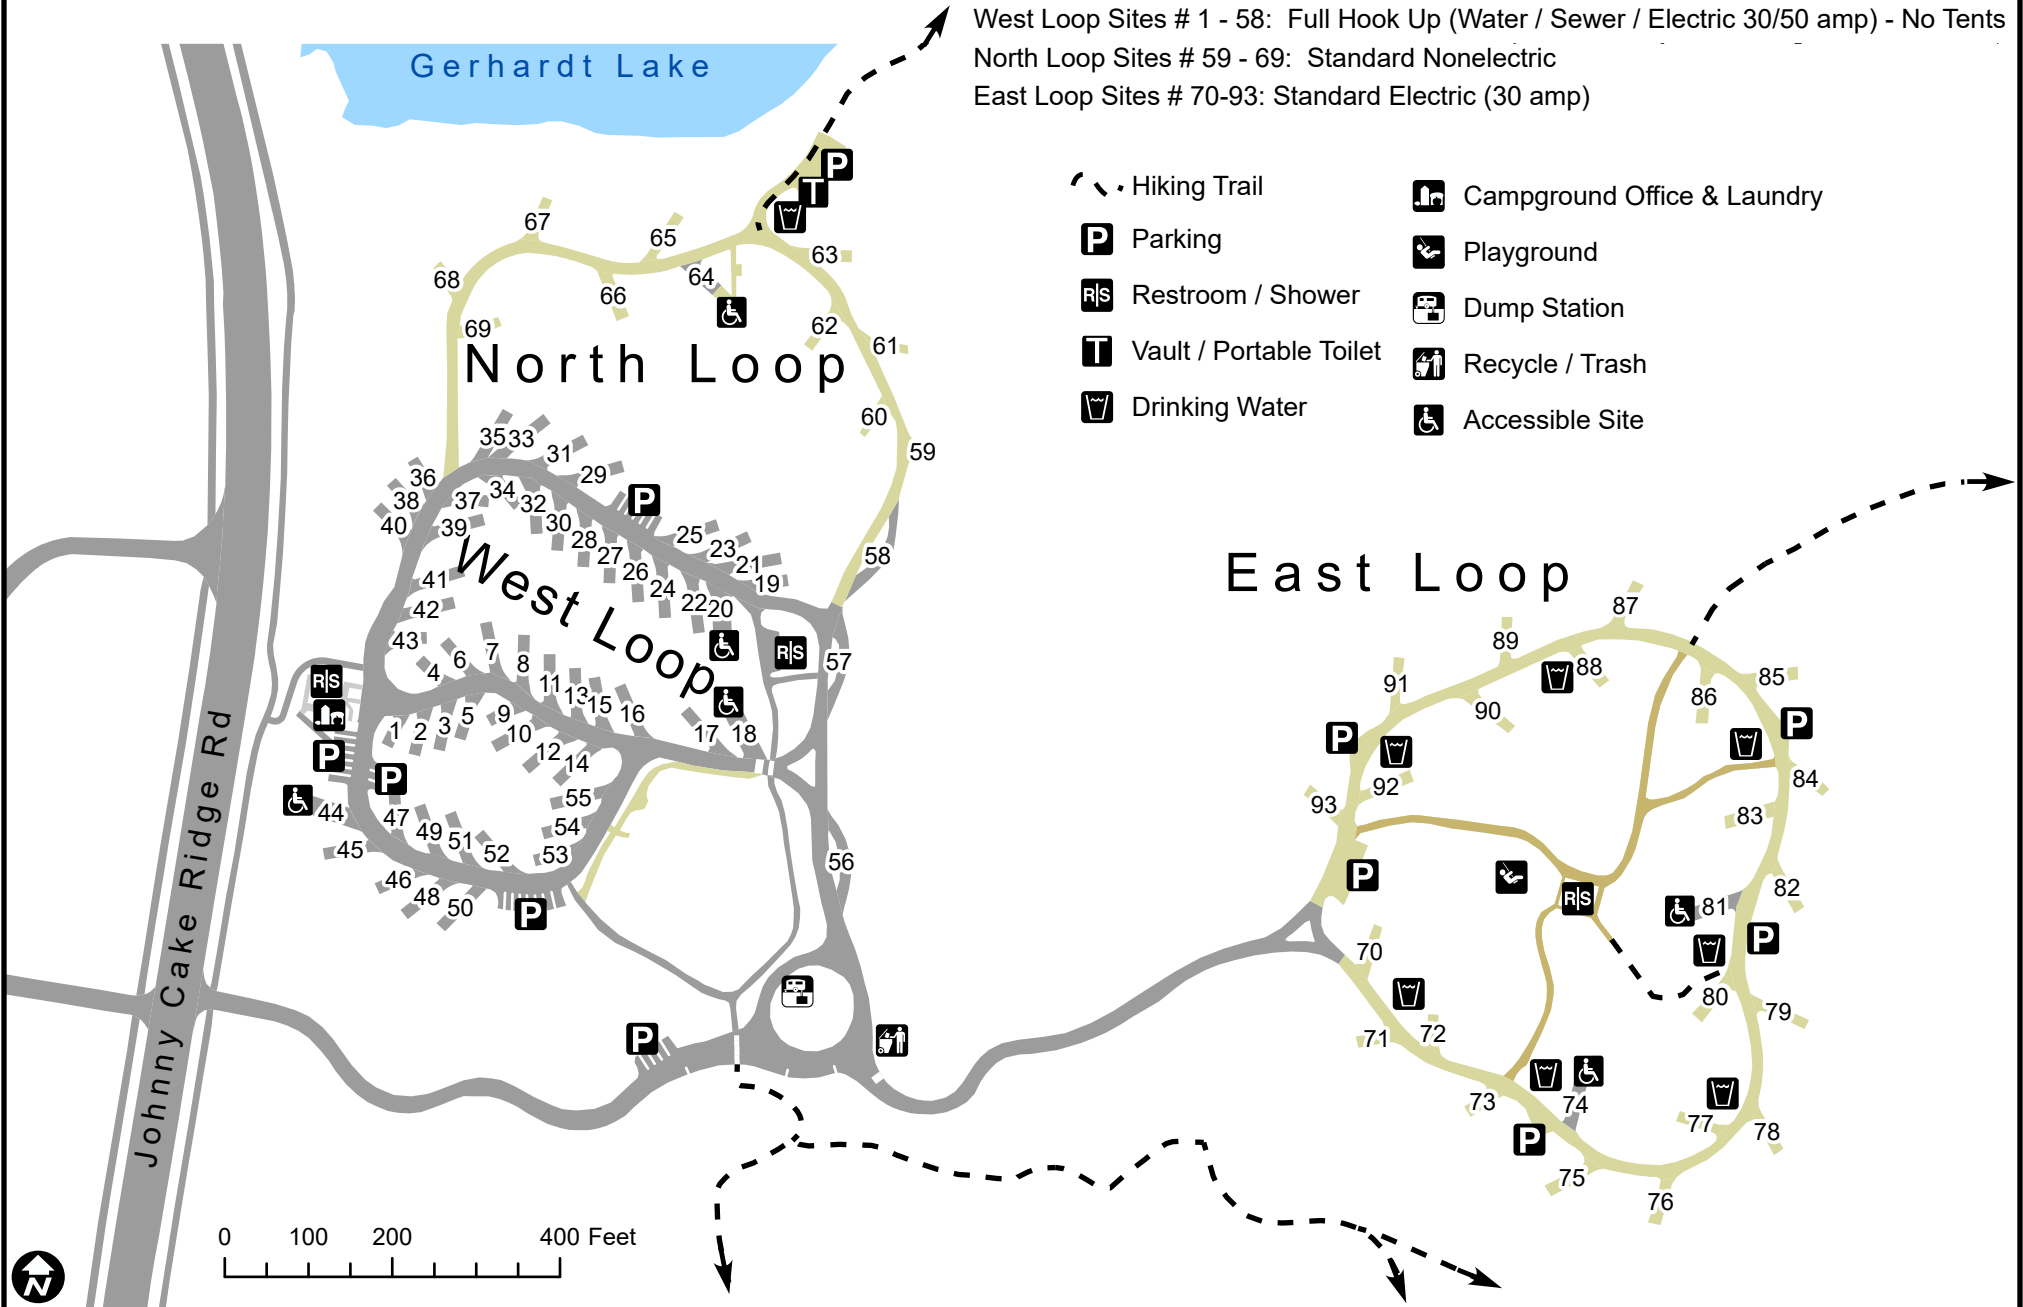 West Loop Sites # 1 - 58: Full Hook Up (Water / Sewer / Electric 30/50 amp) - No Tents
North Loop Sites # 59 - 69: Standard Nonelectric
East Loop Sites # 70-93: Standard Electric (30 amp)
Gerhardt Lake
Hiking Trail
Parking
Restroom / Shower
Vault / Portable Toilet
Drinking Water
Campground Office & Laundry
Playground
Dump Station
Recycle / Trash
Accessible Site
P
R|S
T
P
T
67
65
63
68
64
66
69
62
61
North Loop
60
59
35
33
31
29
36
34
37
38
32
P
40
39
30
28
27
25
23
21
19
26
24
22
20
58
41
42
43
West Loop
R|S
57
6
7
8
4
11
13
15
16
R|S
P
1
2
3
5
9
10
12
14
17
18
P
44
47
45
49
51
52
55
54
53
46
48
50
P
56
P
Johnny Cake Ridge Rd
East Loop
87
89
88
85
91
90
86
P
P
92
93
84
83
P
R|S
82
81
P
70
80
79
71
72
73
74
77
78
P
75
76
0 100 200 400 Feet
N